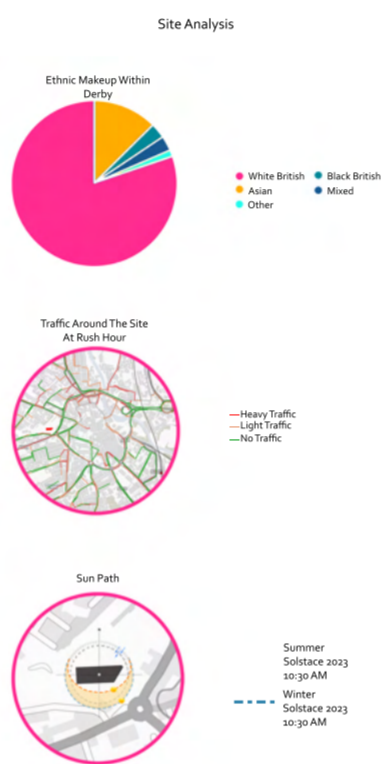 Site Analysis
Ethnic Makeup Within
Derby
White British
Black British
Asian
Mixed
Other
Traffic Around The Site
At Rush Hour
Heavy Traffic
Light Traffic
No Traffic
Sun Path
Summer
Solstace 2023
10:30 AM
Winter
Solstace 2023
10:30 AM